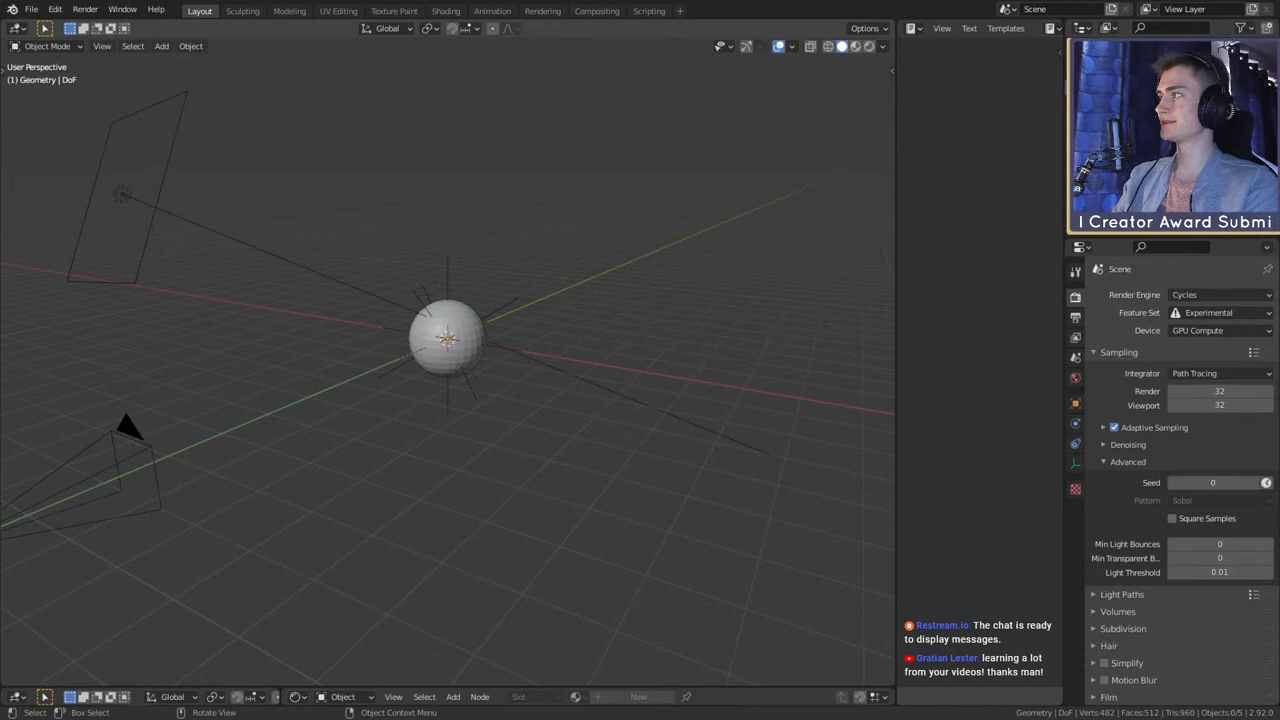 File Edit Render Window Help Layout Sculpting Modeling UV Editing Texture Paint Shading Animation Rendering Compositing Scripting + Scene View Layer
Global Options View Text Templates
Object Mode View Select Add Object
User Perspective
(1) Geometry | DoF
I Creator Award Submi
Scene
Render Engine Cycles
Feature Set Experimental
Device GPU Compute
Sampling
Integrator Path Tracing
Render 32
Viewport 32
Adaptive Sampling
Denoising
Advanced
Seed 0
Pattern Sobol
Square Samples
Min Light Bounces 0
Min Transparent B... 0
Light Threshold 0.01
Light Paths
Volumes
Subdivision
Hair
Simplify
Motion Blur
Film
Restream.io: The chat is ready
to display messages.
Gratian Lester: learning a lot
from your videos! thanks man!
Global Object View Select Add Node Slot New
Select Box Select Rotate View Object Context Menu Geometry | DoF | Verts:482 | Faces:512 | Tris:960 | Objects:0/5 | 2.92.0